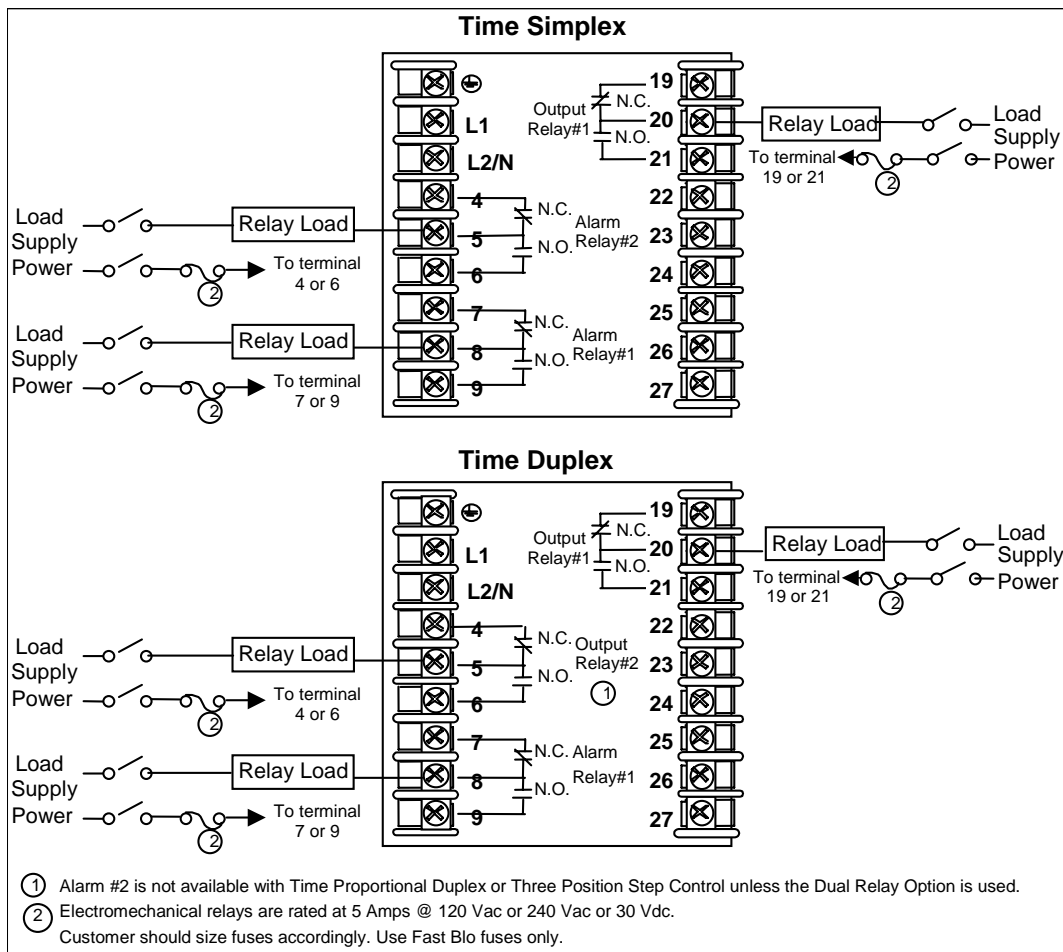 Time Simplex
19
N.C.
Output
Relay#1
20
N.O.
21
L1
L2/N
Relay Load
Load
Supply
Power
To terminal
19 or 21
2
4
N.C.
Alarm
Relay#2
5
N.O.
6
22
23
24
Load
Supply
Power
Relay Load
To terminal
4 or 6
2
7
N.C.
Alarm
Relay#1
8
N.O.
9
25
26
27
Load
Supply
Power
Relay Load
To terminal
7 or 9
2
Time Duplex
19
N.C.
Output
Relay#1
20
N.O.
21
L1
L2/N
Relay Load
Load
Supply
Power
To terminal
19 or 21
2
4
N.C. Output
Relay#2
5
N.O.
1
6
22
23
24
Load
Supply
Power
Relay Load
To terminal
4 or 6
2
7
N.C. Alarm
Relay#1
8
N.O.
9
25
26
27
Load
Supply
Power
Relay Load
To terminal
7 or 9
2
1 Alarm #2 is not available with Time Proportional Duplex or Three Position Step Control unless the Dual Relay Option is used.
2 Electromechanical relays are rated at 5 Amps @ 120 Vac or 240 Vac or 30 Vdc.
Customer should size fuses accordingly. Use Fast Blo fuses only.